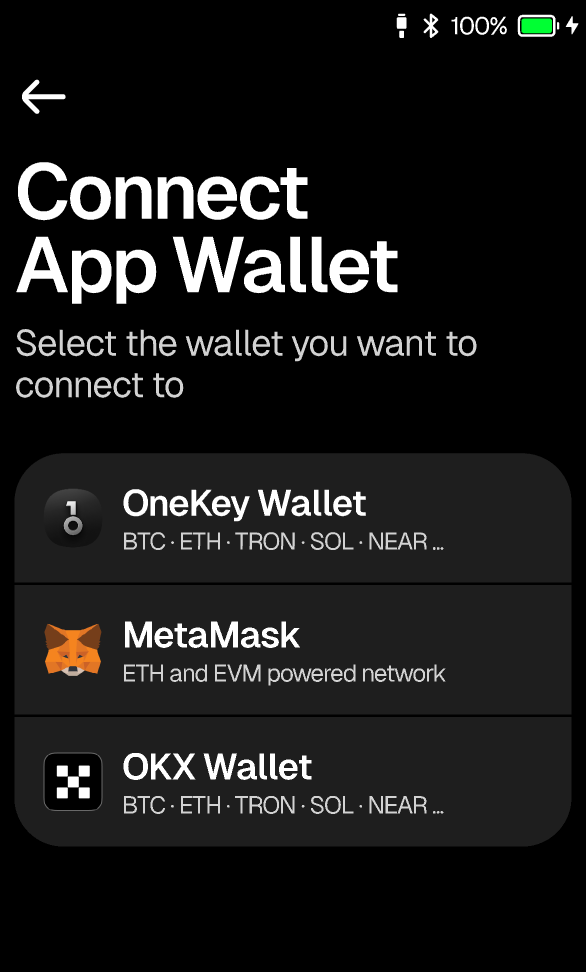 100%
Connect
App Wallet
Select the wallet you want to
connect to
OneKey Wallet
BTC · ETH · TRON · SOL · NEAR ...
MetaMask
ETH and EVM powered network
OKX Wallet
BTC · ETH · TRON · SOL · NEAR ...